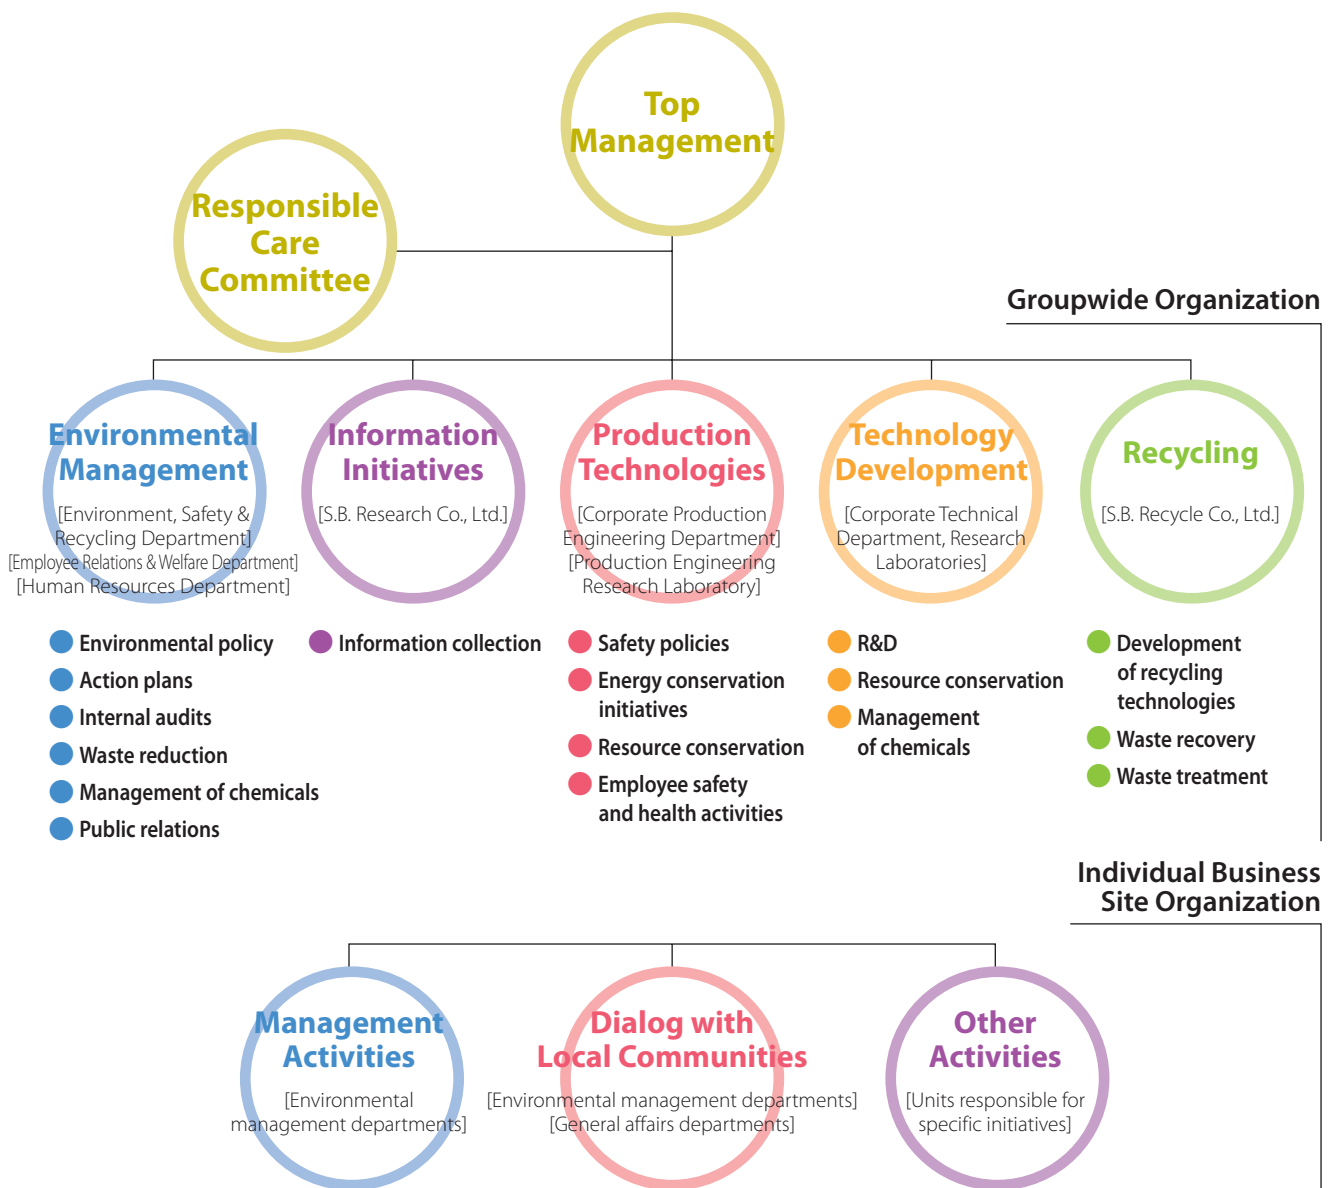 Top
Management
Responsible
Care
Committee
Groupwide Organization
Environmental
Management
[Environment, Safety &
Recycling Department]
[Employee Relations & Welfare Department]
[Human Resources Department]
Environmental policy
Action plans
Internal audits
Waste reduction
Management of chemicals
Public relations
Information
Initiatives
[S.B. Research Co., Ltd.]
Information collection
Production
Technologies
[Corporate Production
Engineering Department]
[Production Engineering
Research Laboratory]
Safety policies
Energy conservation
initiatives
Resource conservation
Employee safety
and health activities
Technology
Development
[Corporate Technical
Department, Research
Laboratories]
R&D
Resource conservation
Management
of chemicals
Recycling
[S.B. Recycle Co., Ltd.]
Development
of recycling
technologies
Waste recovery
Waste treatment
Individual Business
Site Organization
Management
Activities
[Environmental
management departments]
Dialog with
Local Communities
[Environmental management departments]
[General affairs departments]
Other
Activities
[Units responsible for
specific initiatives]